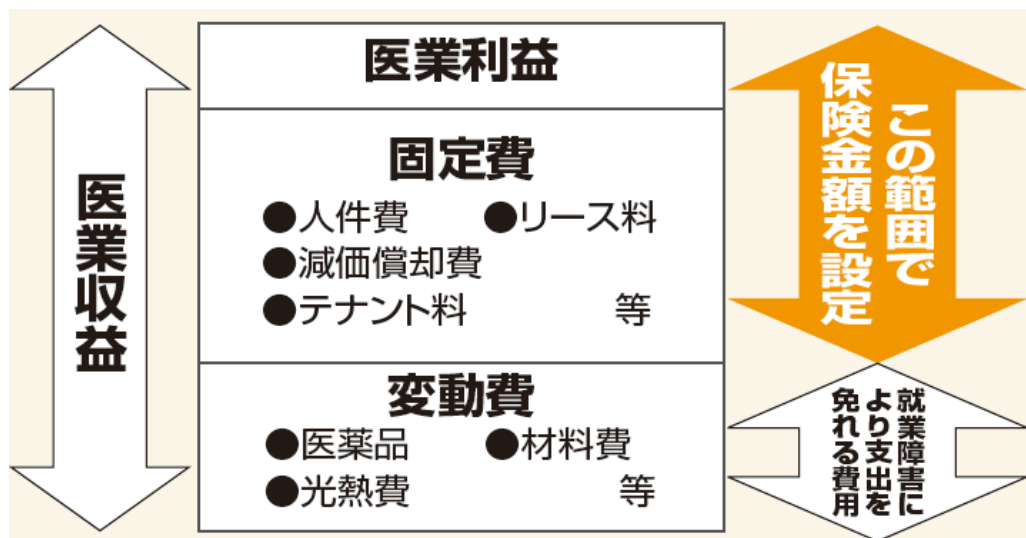 医業収益
医業利益
固定費
●人件費 ●リース料
●減価償却費
●テナント料 等
変動費
●医薬品 ●材料費
●光熱費 等
この範囲で
保険金額を設定
就業障害に
より支出を
免れる費用